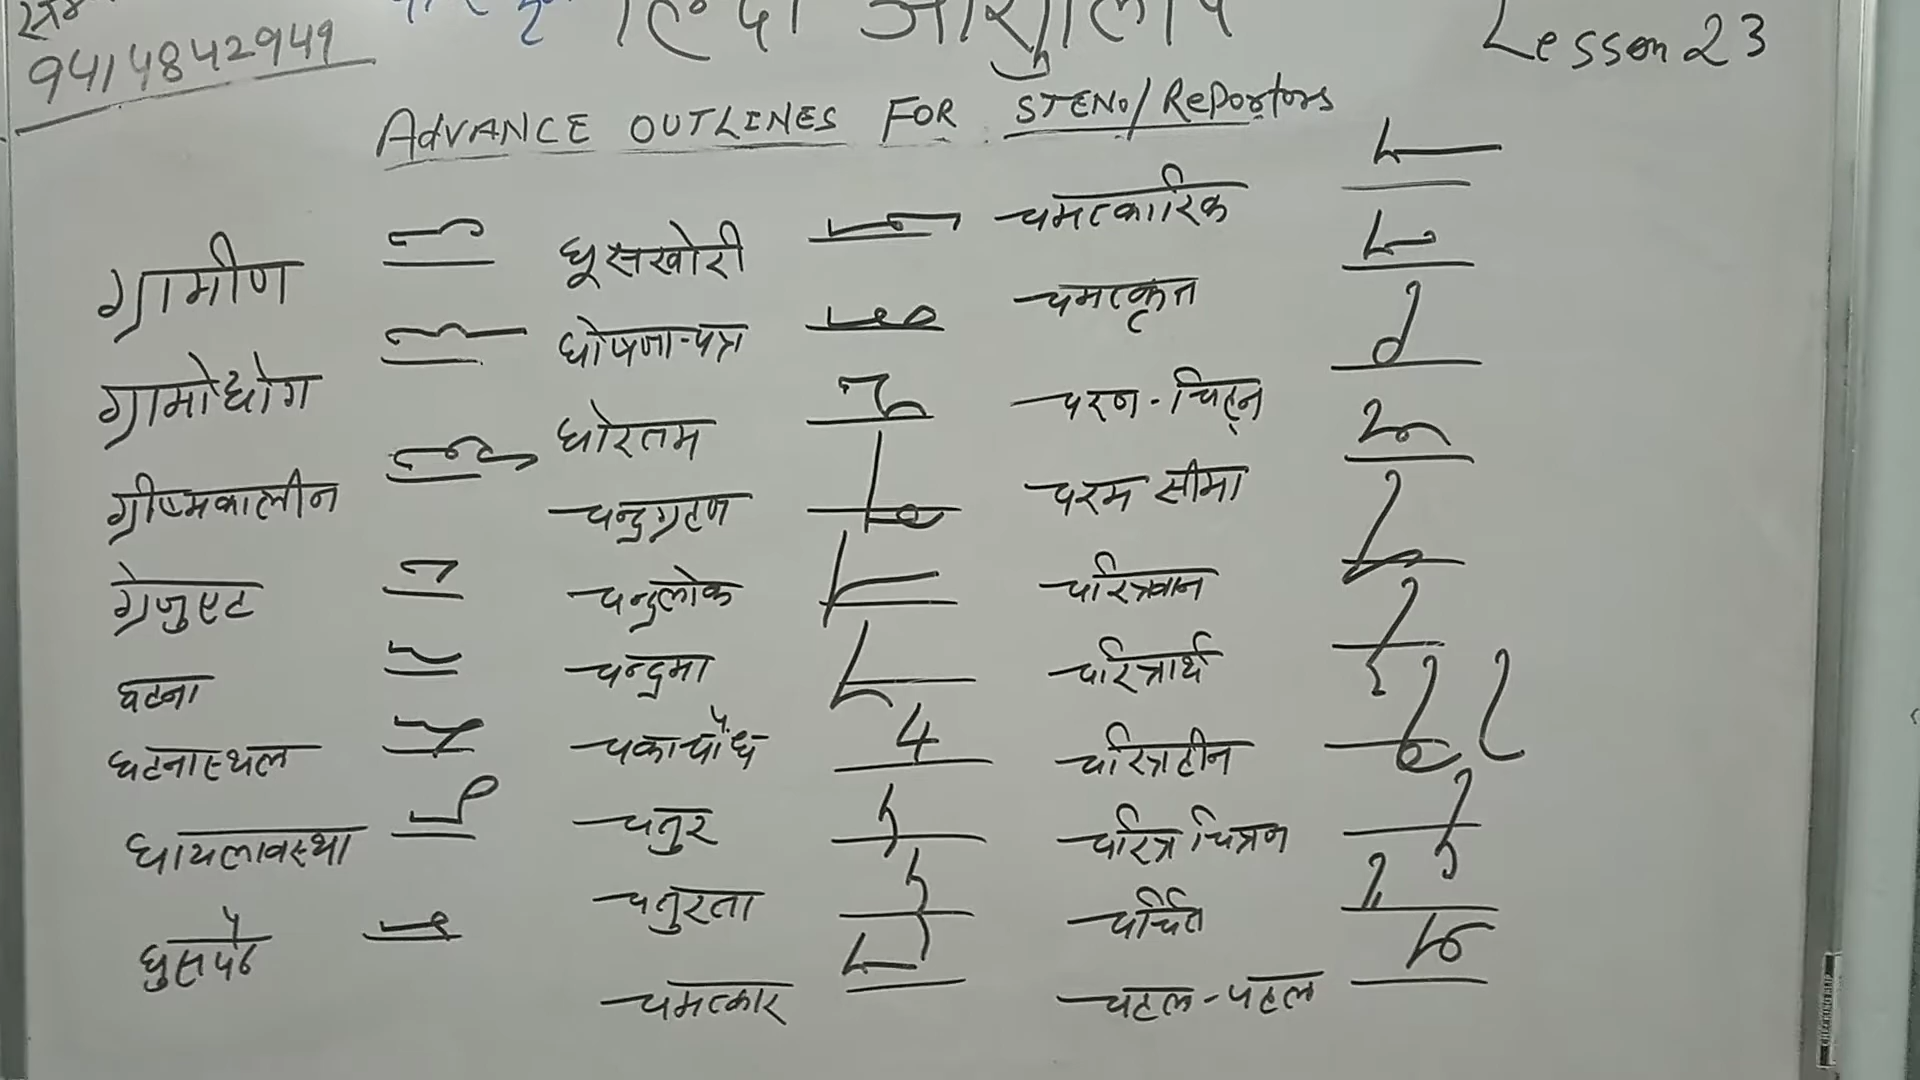 9414842949
हिन्दी आशुलिपि
Lesson 23
ADVANCE OUTLINES FOR STENO/Reportors
ग्रामीण
ग्रामोद्योग
ग्रीष्मकालीन
ग्रेजुएट
घटना
घटनास्थल
घायलावस्था
घुसपैठ
घूसखोरी
घोषणा-पत्र
घोरतम
चन्द्रग्रहण
चन्द्रलोक
चन्द्रमा
चकाचौंध
चतुर
चतुरता
चमत्कार
चमत्कारिक
चमत्कृत
चरण-चिह्न
चरम सीमा
चरित्रवान
चरित्रार्थ
चरित्रहीन
चरित्र चित्रण
चर्चित
चहल-पहल